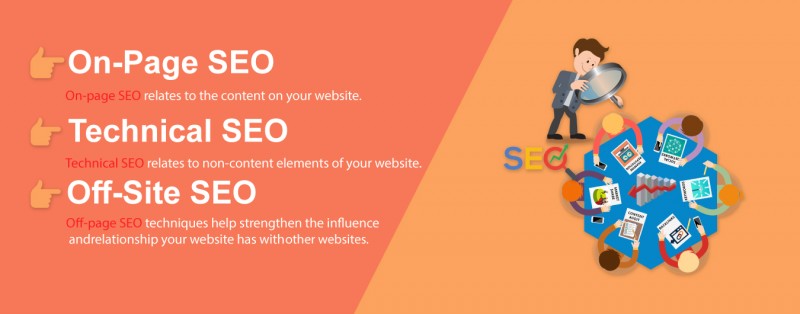 On-Page SEO
On-page SEO relates to the content on your website.
Technical SEO
Technical SEO relates to non-content elements of your website.
Off-Site SEO
Off-page SEO techniques help strengthen the influence
andrelationship your website has withother websites.
SEO